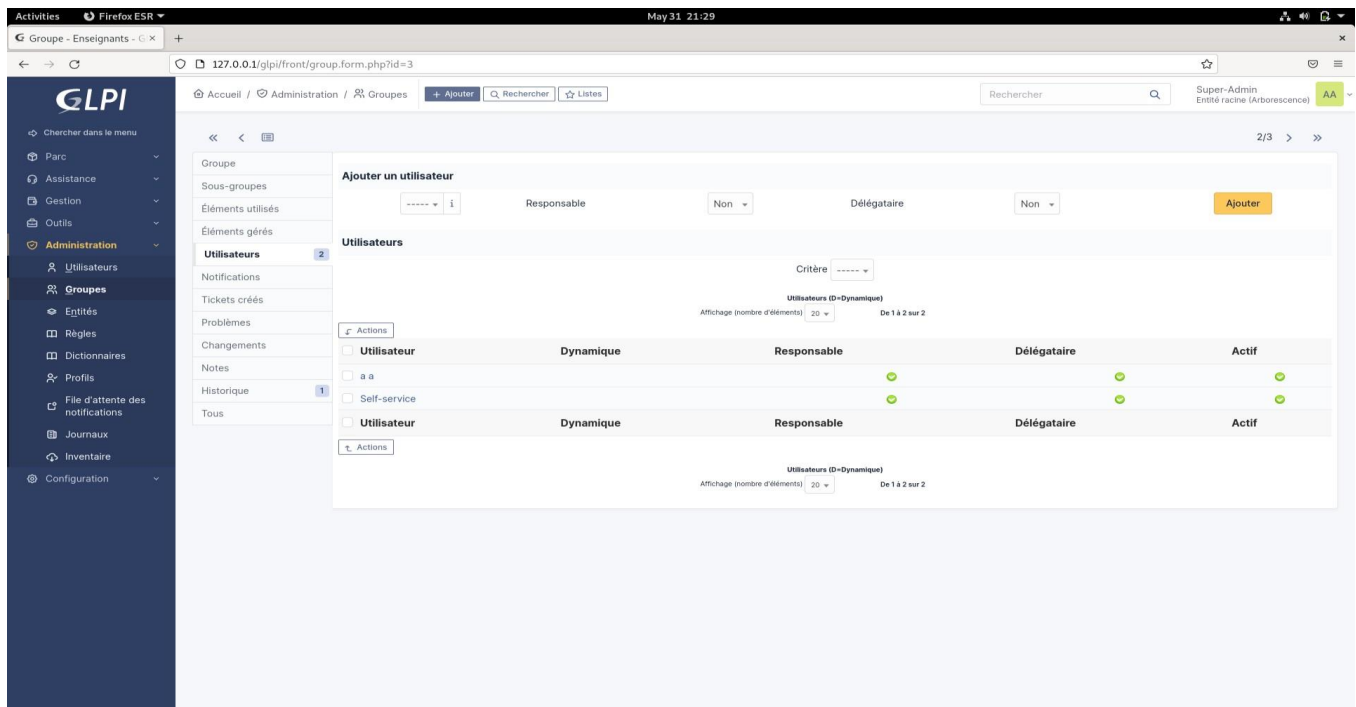 Activities Firefox ESR May 31 21:29
Groupe - Enseignants - G × + ×
127.0.0.1/glpi/front/group.form.php?id=3
GLPI
Accueil / Administration / Groupes + Ajouter Rechercher Listes Rechercher Super-Admin AA
Entité racine (Arborescence)
Chercher dans le menu
Parc
Assistance
Gestion
Outils
Administration
Utilisateurs
Groupes
Entités
Règles
Dictionnaires
Profils
File d'attente des
notifications
Journaux
Inventaire
Configuration
2/3
Groupe
Sous-groupes
Éléments utilisés
Éléments gérés
Utilisateurs 2
Notifications
Tickets créés
Problèmes
Changements
Notes
Historique 1
Tous
Ajouter un utilisateur
----- i Responsable Non Délégataire Non Ajouter
Utilisateurs
Critère -----
Utilisateurs (D=Dynamique)
Affichage (nombre d'éléments) 20 De 1 à 2 sur 2
Actions
Utilisateur Dynamique Responsable Délégataire Actif
a a
Self-service
Utilisateur Dynamique Responsable Délégataire Actif
Actions
Utilisateurs (D=Dynamique)
Affichage (nombre d'éléments) 20 De 1 à 2 sur 2